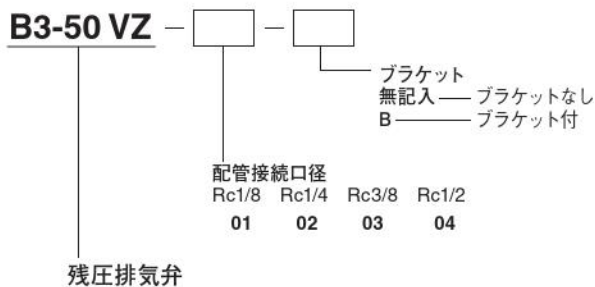 B3-50 VZ － □ － □
ブラケット
無記入 ── ブラケットなし
B ── ブラケット付
配管接続口径
Rc1/8 Rc1/4 Rc3/8 Rc1/2
01 02 03 04
残圧排気弁